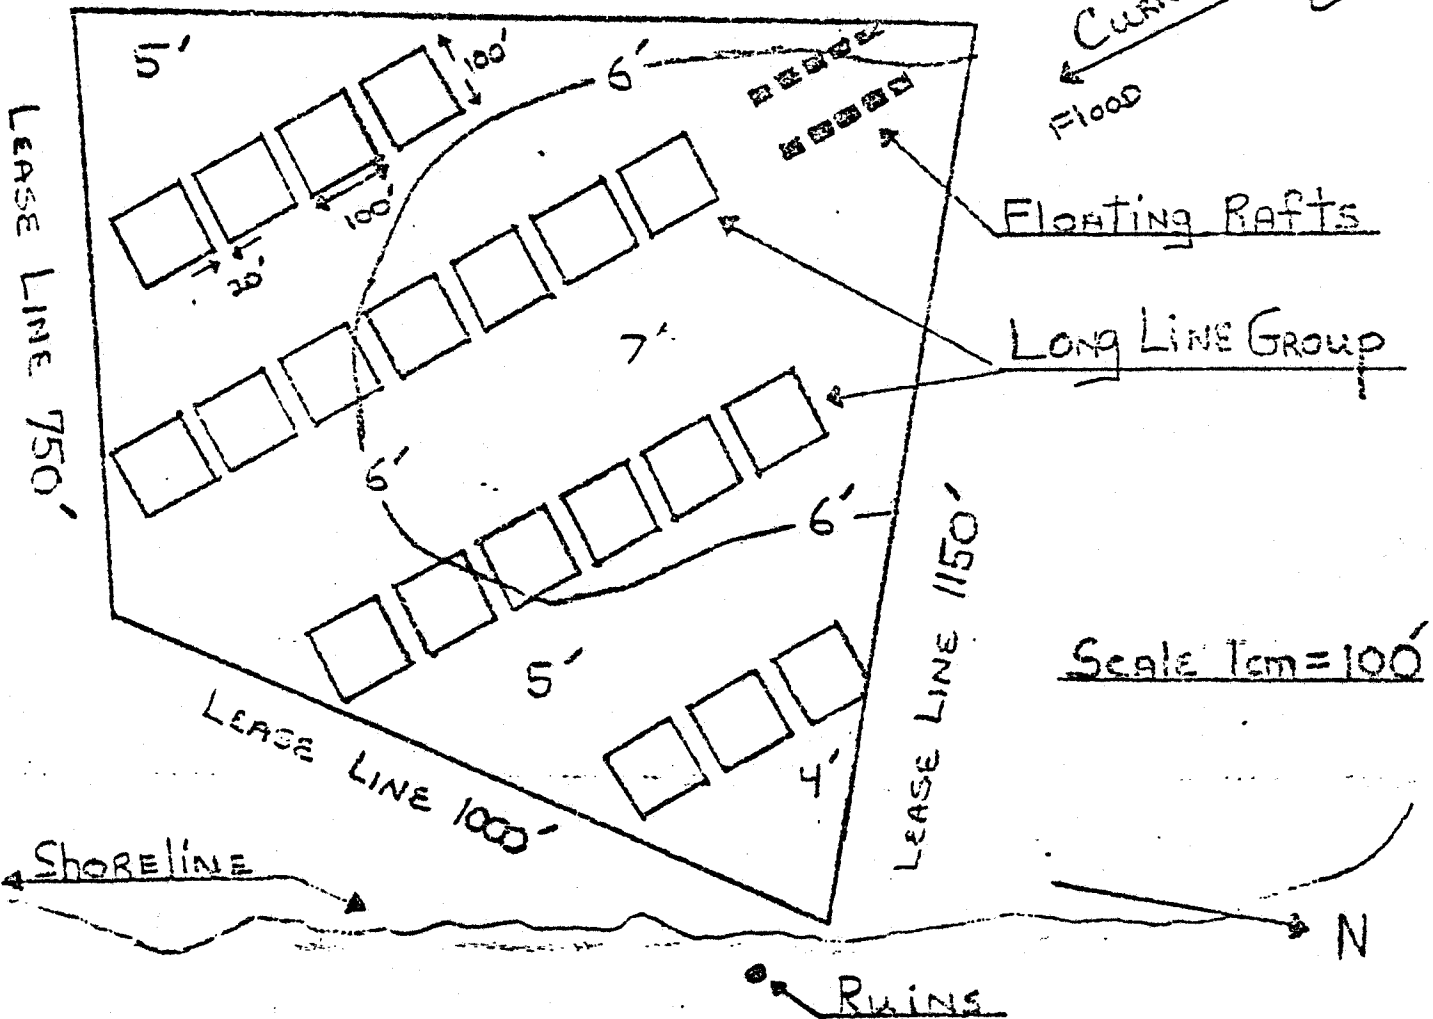 5'
100'
6'
Flood
100'
20'
Floating Rafts
Long Line Group
7'
LEASE LINE 750'
6'
6'
5'
4'
LEASE LINE 1150'
Scale 1cm = 100'
LEASE LINE 1000'
Shoreline
N
Ruins